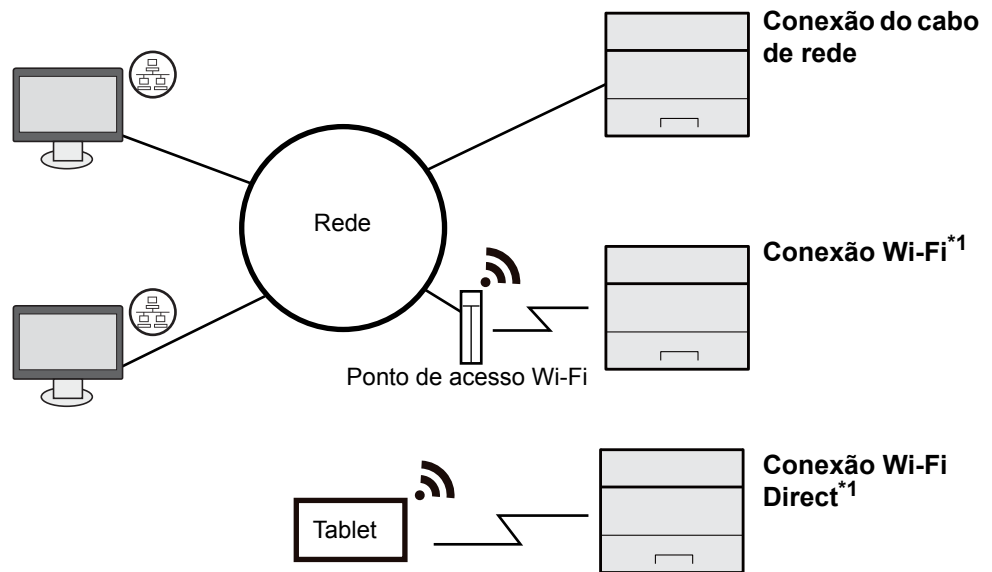 Conexão do cabo
de rede
Rede
Conexão Wi-Fi*1
Ponto de acesso Wi-Fi
Conexão Wi-Fi
Direct*1
Tablet